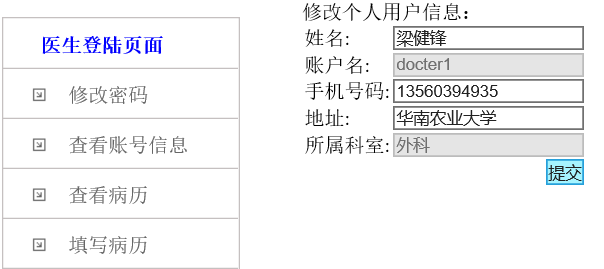 医生登陆页面
修改密码
查看账号信息
查看病历
填写病历
修改个人用户信息:
姓名: 梁健锋
账户名: docter1
手机号码: 13560394935
地址: 华南农业大学
所属科室: 外科
提交